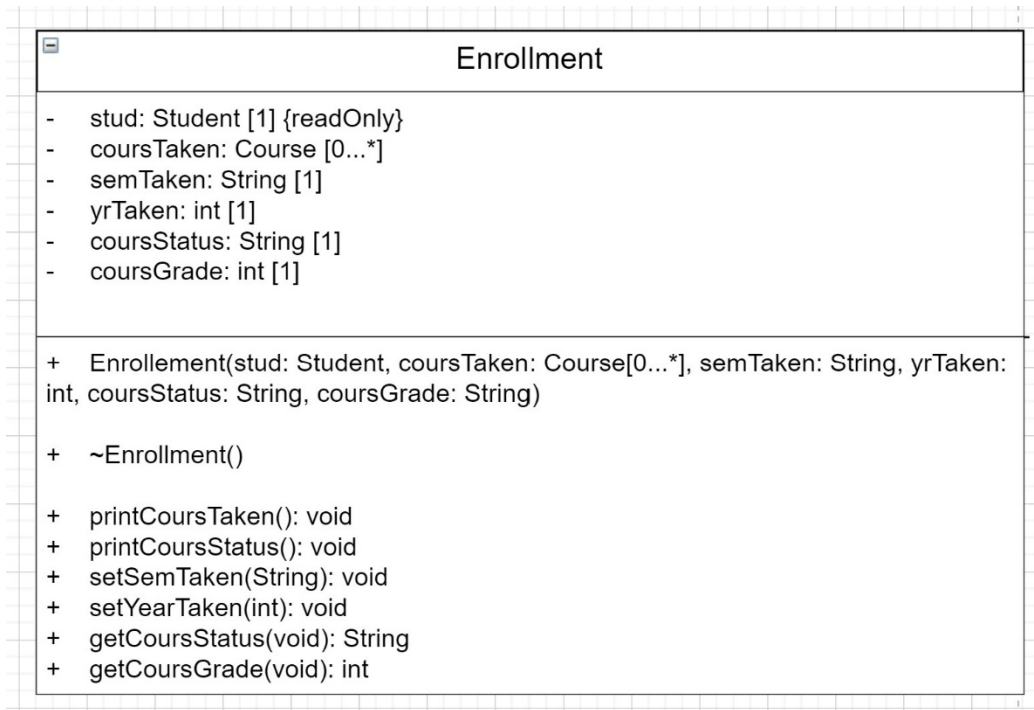 Enrollment
- stud: Student [1] {readOnly}
- coursTaken: Course [0...*]
- semTaken: String [1]
- yrTaken: int [1]
- coursStatus: String [1]
- coursGrade: int [1]
+ Enrollement(stud: Student, coursTaken: Course[0...*], semTaken: String, yrTaken:
int, coursStatus: String, coursGrade: String)
+ ~Enrollment()
+ printCoursTaken(): void
+ printCoursStatus(): void
+ setSemTaken(String): void
+ setYearTaken(int): void
+ getCoursStatus(void): String
+ getCoursGrade(void): int